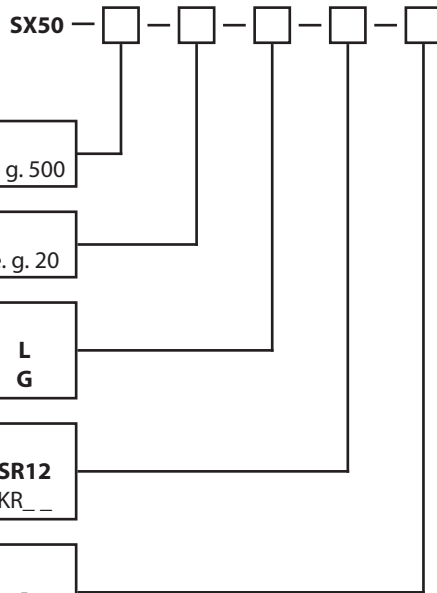 SX50 — — — — —
g. 500
e. g. 20
L
G
SR12
KR_ _